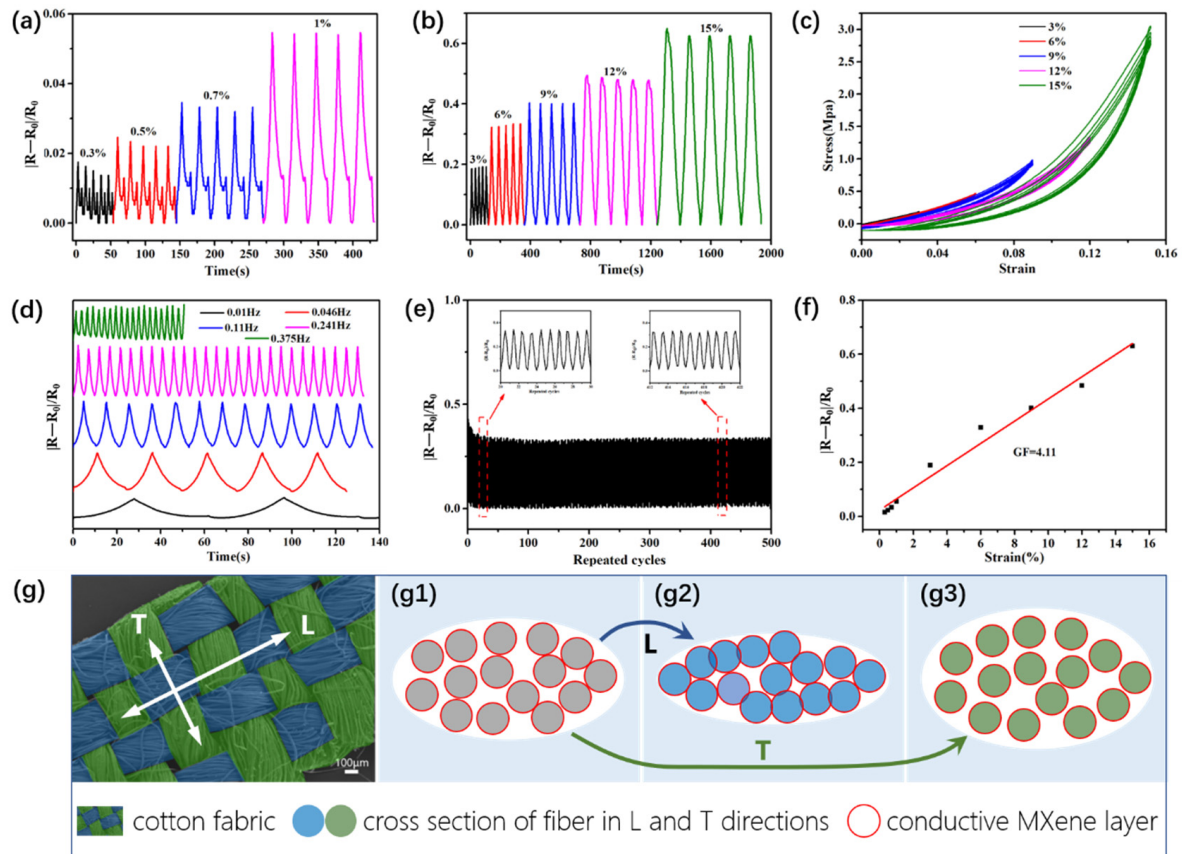 (a)
|R—R0|/R0
0.06
0.04
0.02
0.00
0.3%
0.5%
0.7%
1%
0 50 100 150 200 250 300 350 400
Time(s)
(b)
|R—R0|/R0
0.6
0.4
0.2
0.0
3%
6%
9%
12%
15%
0 400 800 1200 1600 2000
Time(s)
(c)
Stress(Mpa)
3.0
2.5
2.0
1.5
1.0
0.5
0.0
3%
6%
9%
12%
15%
0.00 0.04 0.08 0.12 0.16
Strain
(d)
|R—R0|/R0
0.01Hz 0.046Hz
0.11Hz 0.241Hz
0.375Hz
0 20 40 60 80 100 120 140
Time(s)
(e)
|R—R0|/R0
1.0
0.5
0.0
Repeated cycles
Repeated cycles
0 100 200 300 400 500
Repeated cycles
(f)
|R—R0|/R0
0.8
0.6
0.4
0.2
0.0
GF=4.11
0 2 4 6 8 10 12 14 16
Strain(%)
(g)
T
L
100μm
(g1)
(g2)
(g3)
L
T
cotton fabric
cross section of fiber in L and T directions
conductive MXene layer